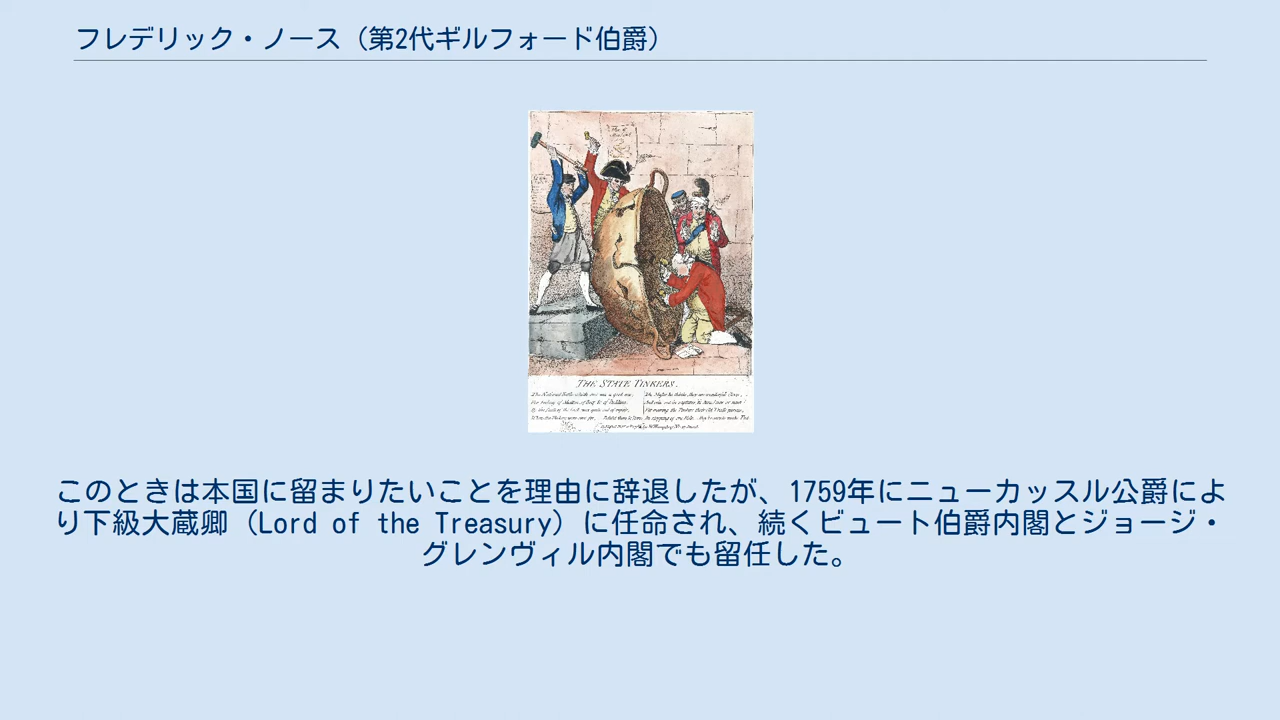 フレデリック・ノース（第2代ギルフォード伯爵）
THE STATE TINKERS.
このときは本国に留まりたいことを理由に辞退したが、1759年にニューカッスル公爵によ
り下級大蔵卿（Lord of the Treasury）に任命され、続くビュート伯爵内閣とジョージ・
グレンヴィル内閣でも留任した。